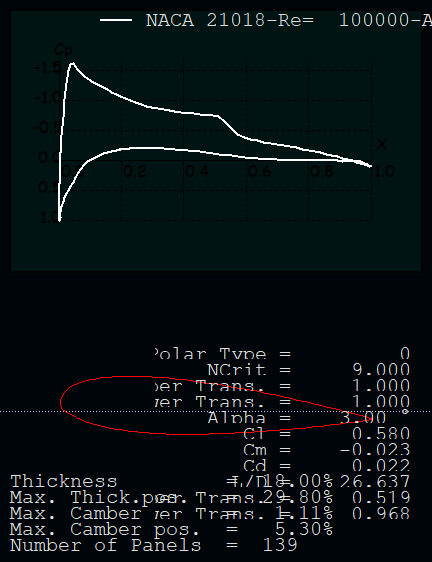 NACA 21018-Re= 100000-A
Cp
-1.5
-1.0
-0.5
X
0.0
0.2 0.4 0.6 0.8 1.0
0.5
1.0
Polar Type = 0
NCrit = 9.000
per Trans. = 1.000
wer Trans. = 1.000
Alpha = 3.00 °
Cl = 0.580
Cm = -0.023
Cd = 0.022
Thickness = 18.00% L/D = 26.637
Max. Thick.pos. = 29.80% per Trans. = 0.519
Max. Camber = 1.11% wer Trans. = 0.968
Max. Camber pos. = 5.30%
Number of Panels = 139